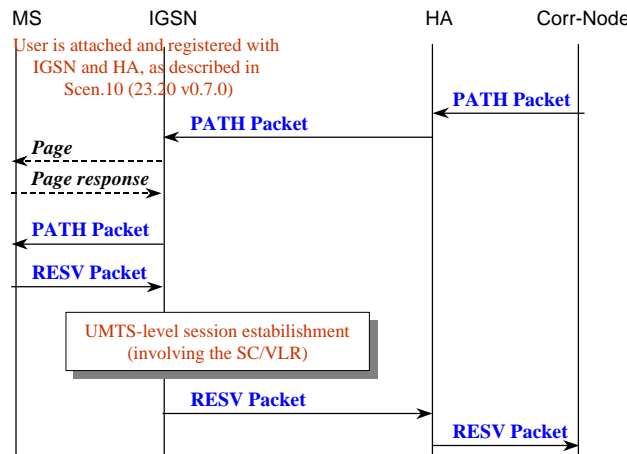 MS IGSN HA Corr-Node
User is attached and registered with
IGSN and HA, as described in
Scen.10 (23.20 v0.7.0)
PATH Packet
PATH Packet
Page
Page response
PATH Packet
RESV Packet
UMTS-level session estabilishment
(involving the SC/VLR)
RESV Packet
RESV Packet